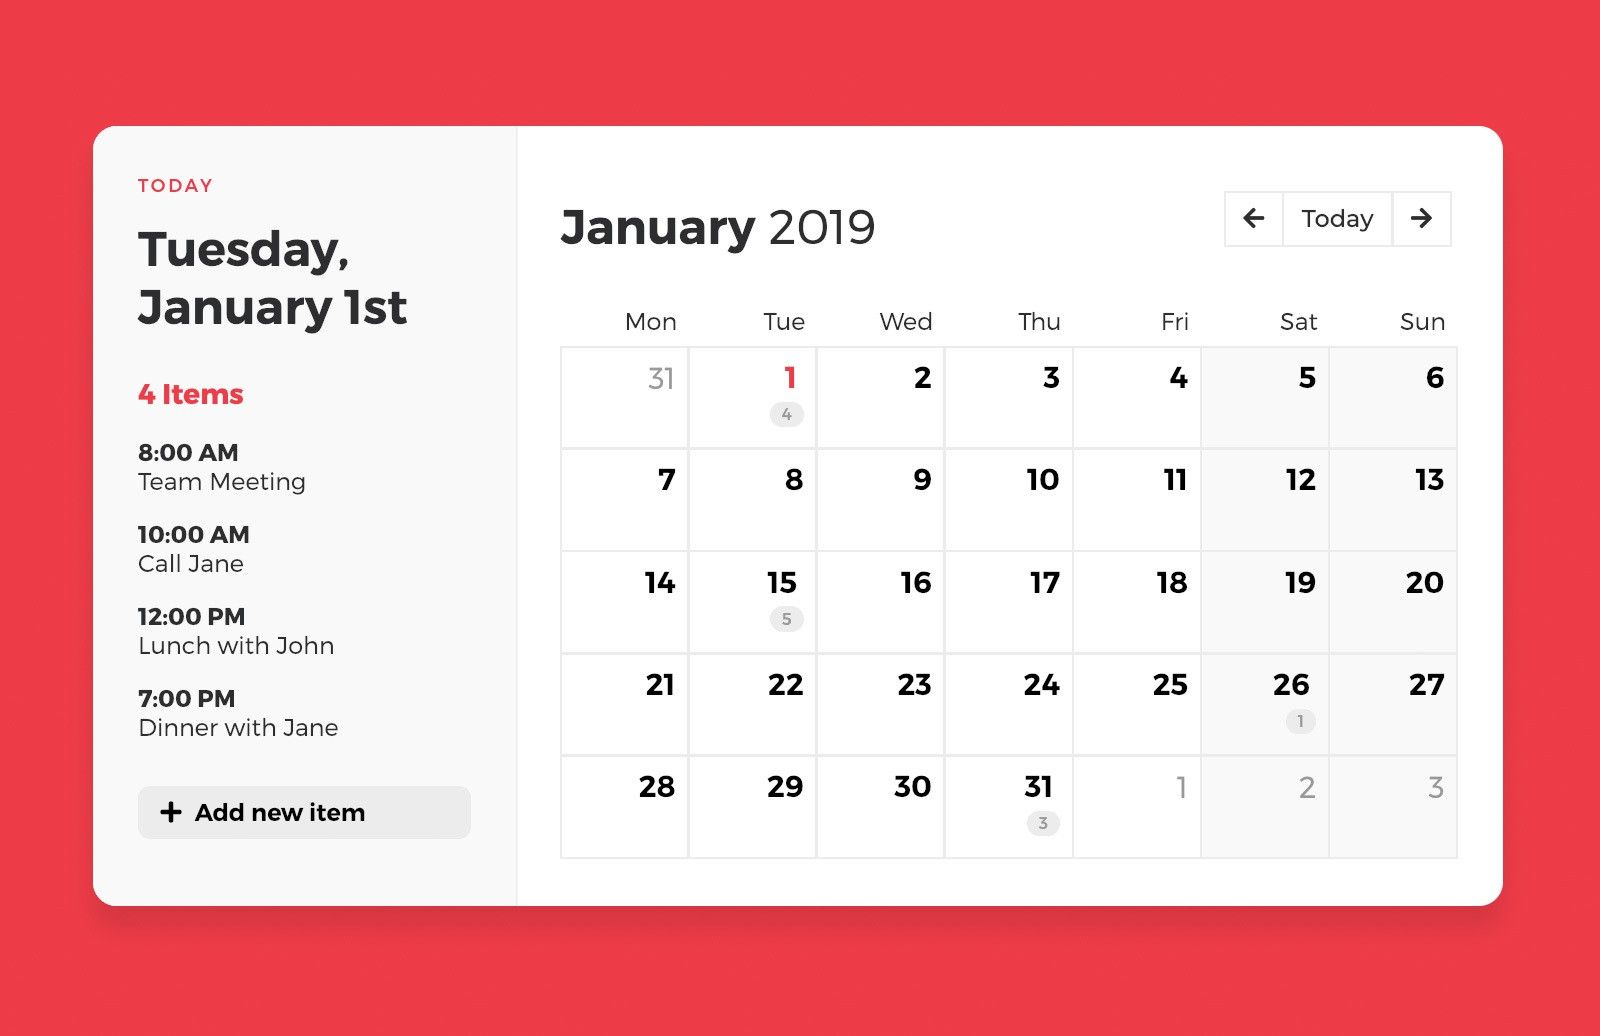 TODAY
Tuesday,
January 1st
4 Items
8:00 AM
Team Meeting
10:00 AM
Call Jane
12:00 PM
Lunch with John
7:00 PM
Dinner with Jane
Add new item
January 2019
Today
Mon Tue Wed Thu Fri Sat Sun
31 1 2 3 4 5 6
4
7 8 9 10 11 12 13
14 15 16 17 18 19 20
5
21 22 23 24 25 26 27
1
28 29 30 31 1 2 3
3